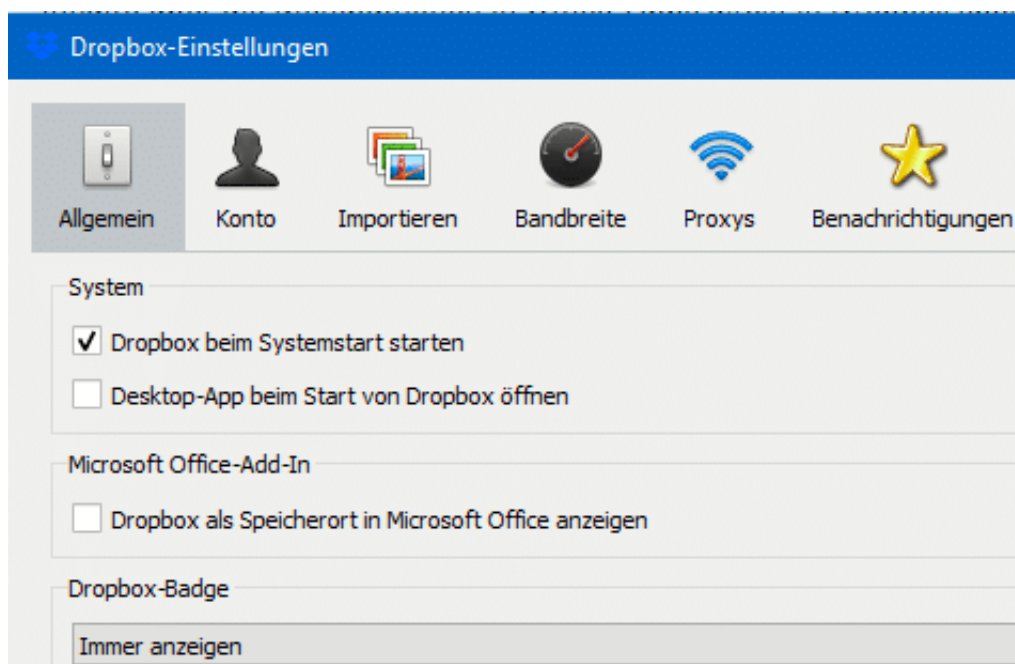 Dropbox-Einstellungen
Allgemein Konto Importieren Bandbreite Proxys Benachrichtigungen
System
Dropbox beim Systemstart starten
Desktop-App beim Start von Dropbox öffnen
Microsoft Office-Add-In
Dropbox als Speicherort in Microsoft Office anzeigen
Dropbox-Badge
Immer anzeigen